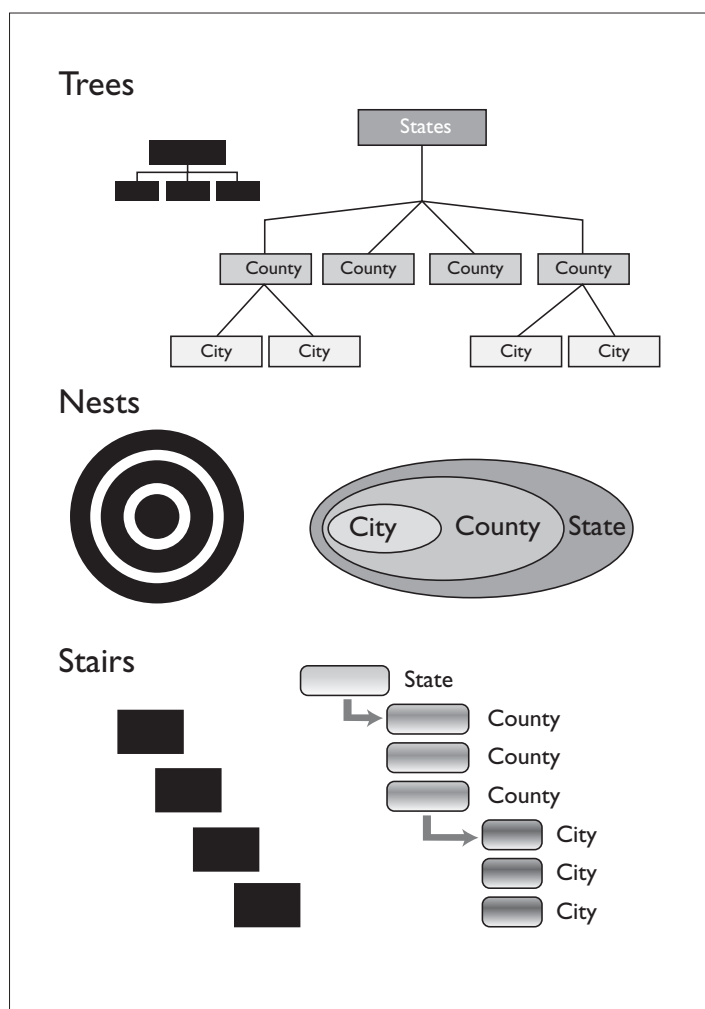 Trees
States
County County County County
City City City City
Nests
City County State
Stairs
State
County
County
County
City
City
City